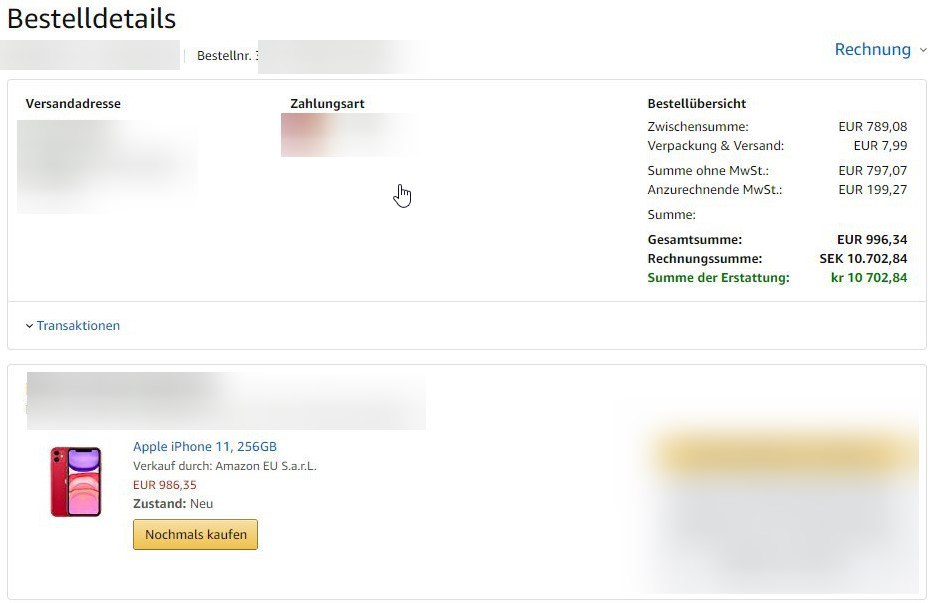 Bestelldetails
Bestellnr.
Rechnung
Versandadresse
Zahlungsart
Bestellübersicht
Zwischensumme: EUR 789,08
Verpackung & Versand: EUR 7,99
Summe ohne MwSt.: EUR 797,07
Anzurechnende MwSt.: EUR 199,27
Summe:
Gesamtsumme: EUR 996,34
Rechnungssumme: SEK 10.702,84
Summe der Erstattung: kr 10 702,84
Transaktionen
Apple iPhone 11, 256GB
Verkauf durch: Amazon EU S.a.r.L.
EUR 986,35
Zustand: Neu
Nochmals kaufen